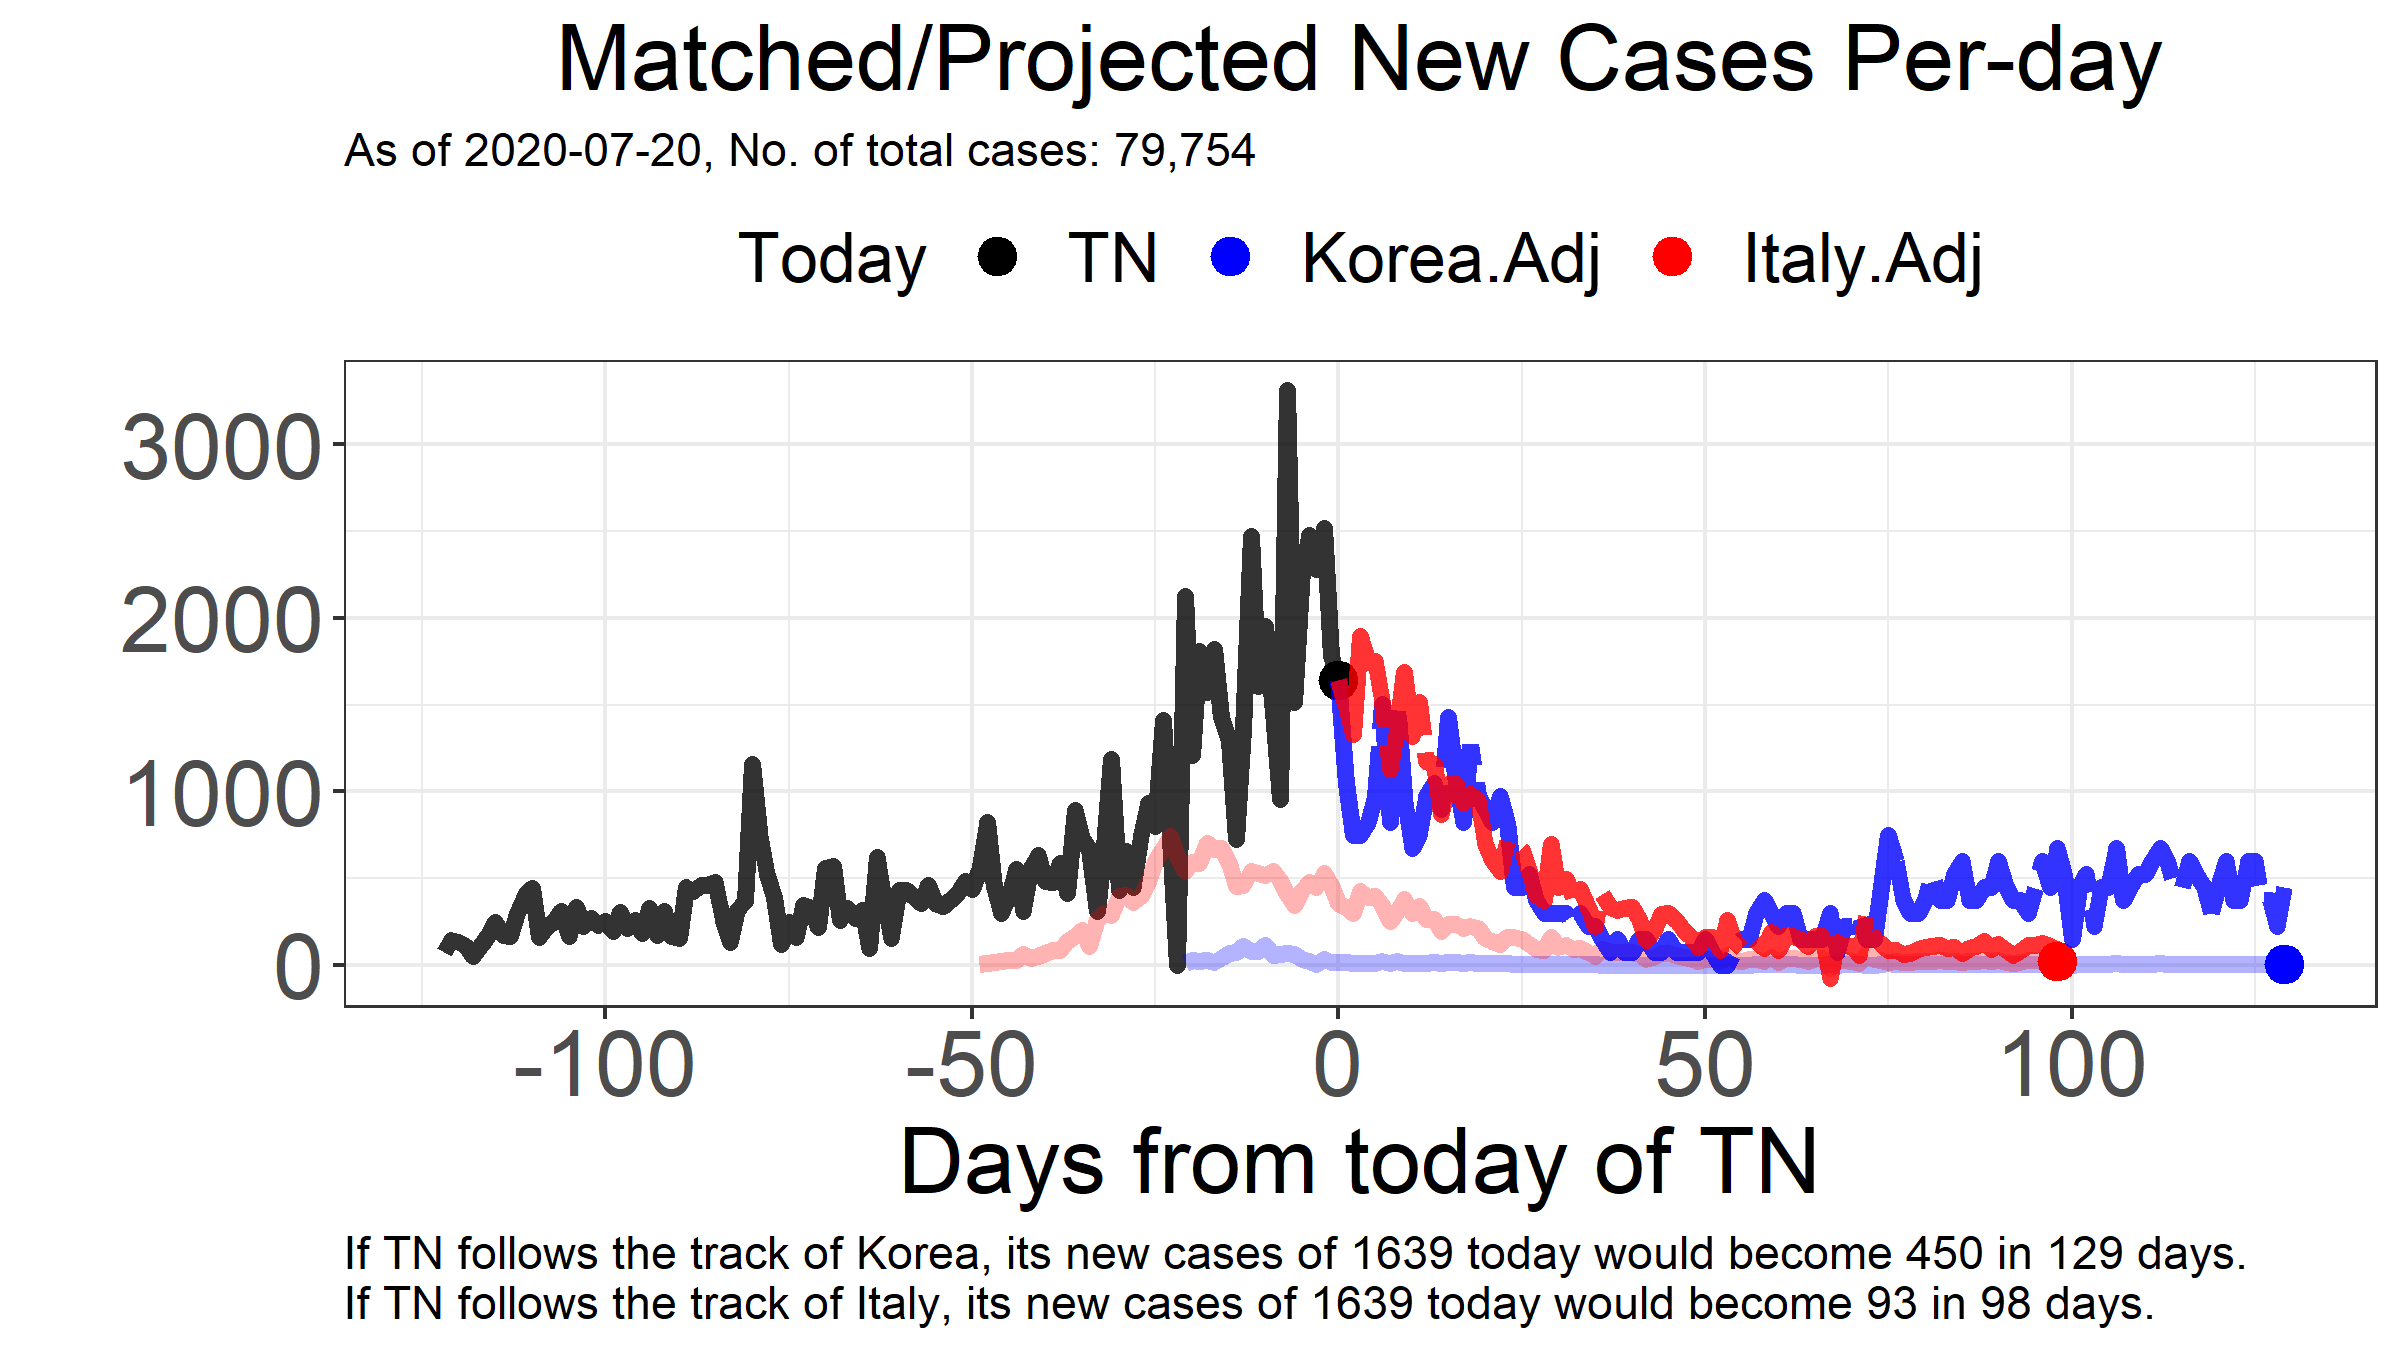 Matched/Projected New Cases Per-day
As of 2020-07-20, No. of total cases: 79,754
Today TN Korea.Adj Italy.Adj
3000
2000
1000
0
-100 -50 0 50 100
Days from today of TN
If TN follows the track of Korea, its new cases of 1639 today would become 450 in 129 days.
If TN follows the track of Italy, its new cases of 1639 today would become 93 in 98 days.